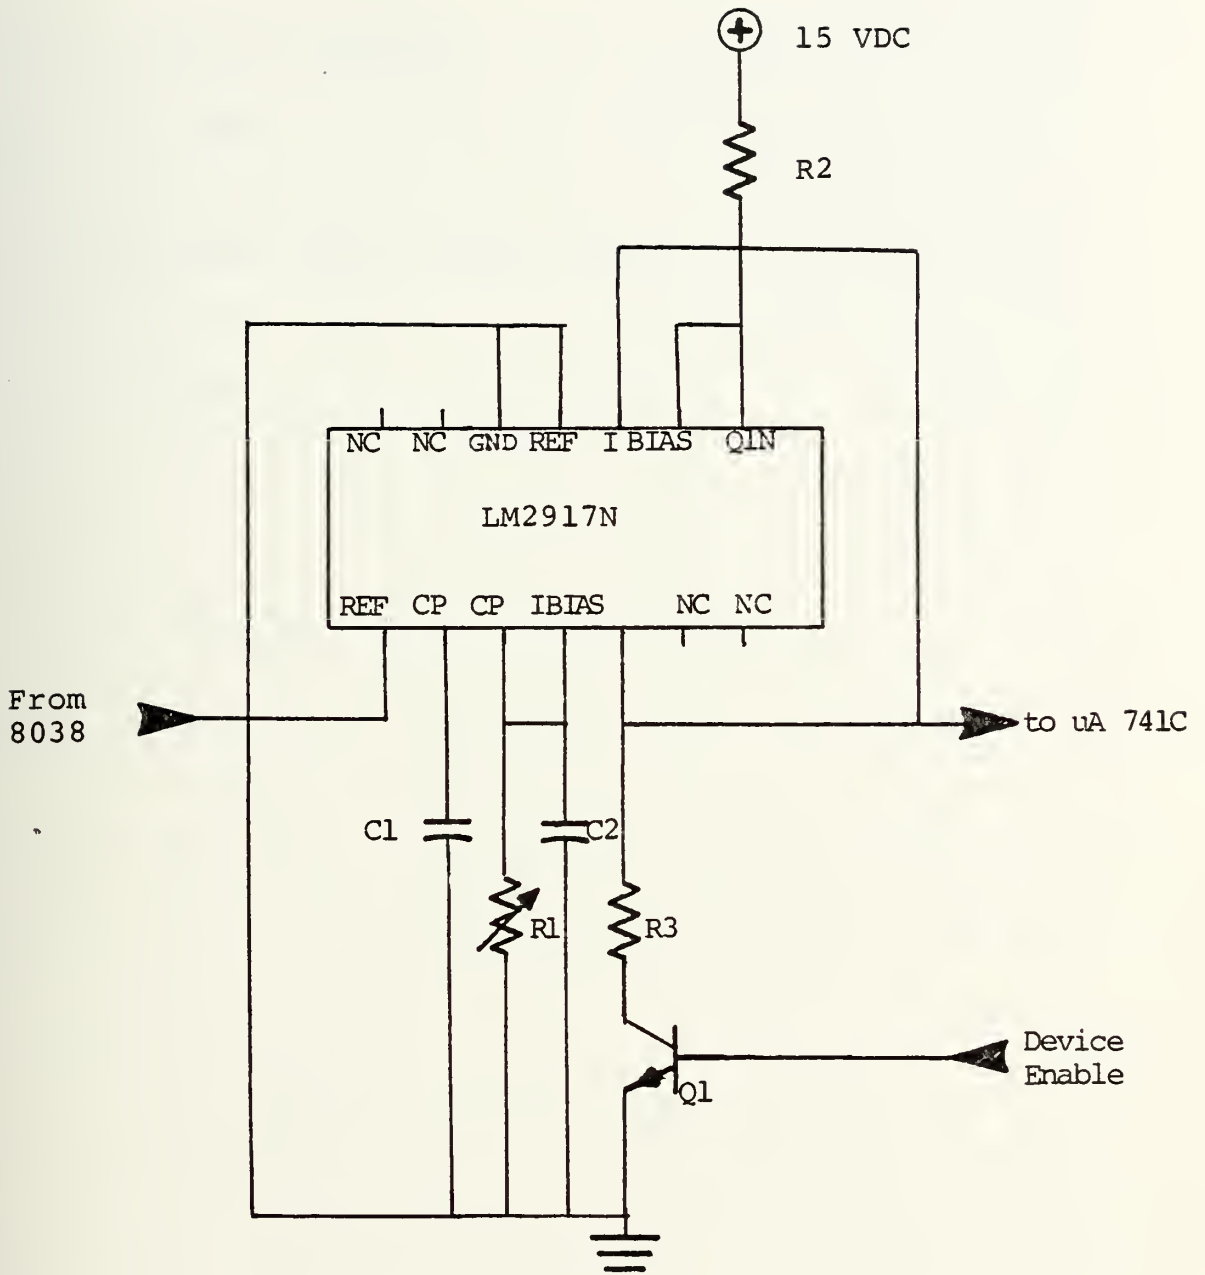 15 VDC
R2
NC NC GND REF I BIAS Q1N
LM2917N
REF CP CP IBIAS NC NC
From
8038
to uA 741C
C1
C2
R1
R3
Device
Enable
Q1